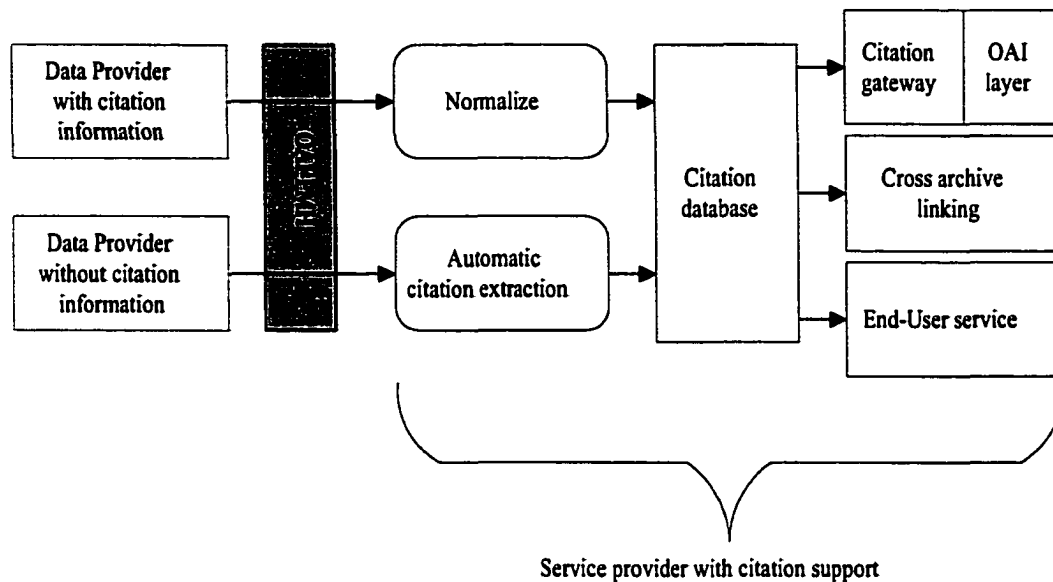 Data Provider
with citation
information
Data Provider
without citation
information
Normalize
Automatic
citation extraction
Citation
database
Citation
gateway
OAI
layer
Cross archive
linking
End-User service
Service provider with citation support